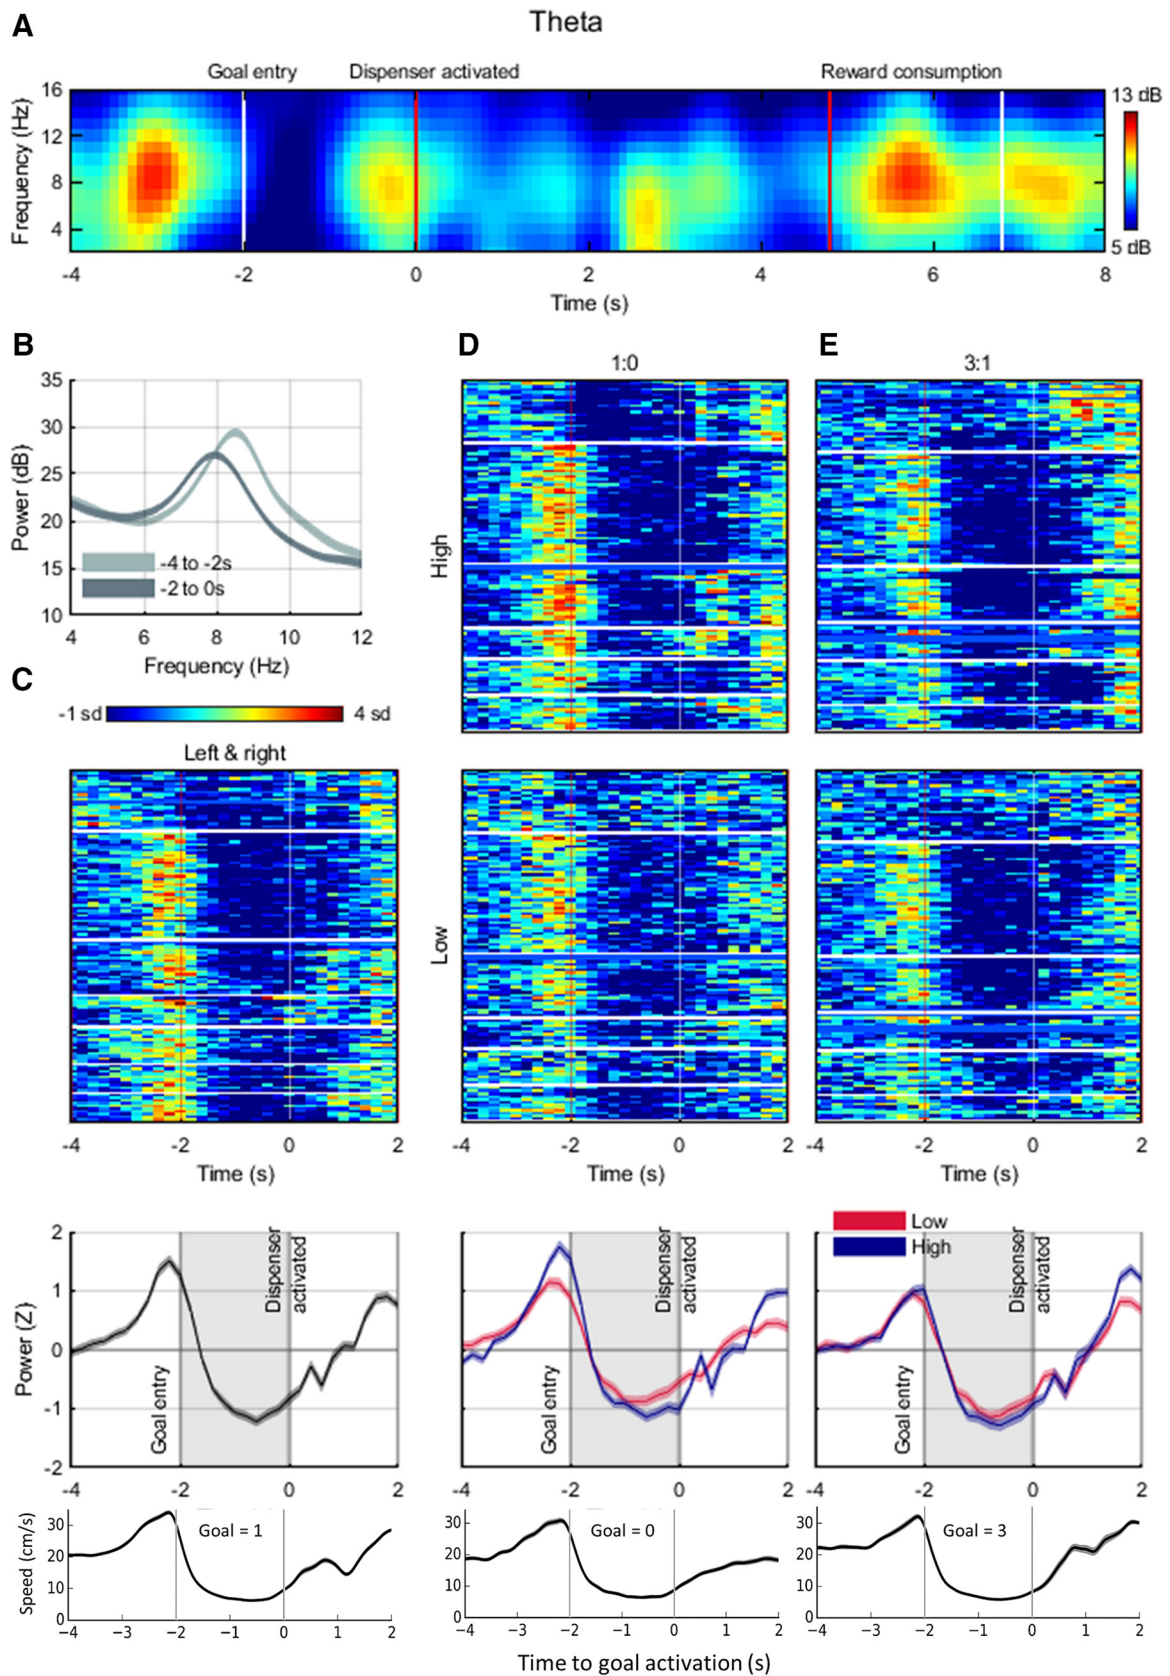 A
Theta
Goal entry
Dispenser activated
Reward consumption
Frequency (Hz)
16
12
8
4
13 dB
5 dB
-4
-2
0
2
4
6
8
Time (s)
B
35
30
25
20
15
10
Power (dB)
-4 to -2s
-2 to 0s
4
6
8
10
12
Frequency (Hz)
D
1:0
E
3:1
High
C
-1 sd
4 sd
Left & right
Low
-4
-2
0
2
-4
-2
0
2
-4
-2
0
2
Time (s)
Time (s)
Time (s)
Power (Z)
2
1
0
-1
-2
Goal entry
Dispenser
activated
Goal entry
Dispenser
activated
Low
High
Goal entry
Dispenser
activated
-4
-2
0
2
-4
-2
0
2
-4
-2
0
2
Speed (cm/s)
30
20
10
0
Goal = 1
−4
−3
−2
−1
0
1
2
30
20
10
0
Goal = 0
−4
−3
−2
−1
0
1
2
30
20
10
0
Goal = 3
−4
−3
−2
−1
0
1
2
Time to goal activation (s)